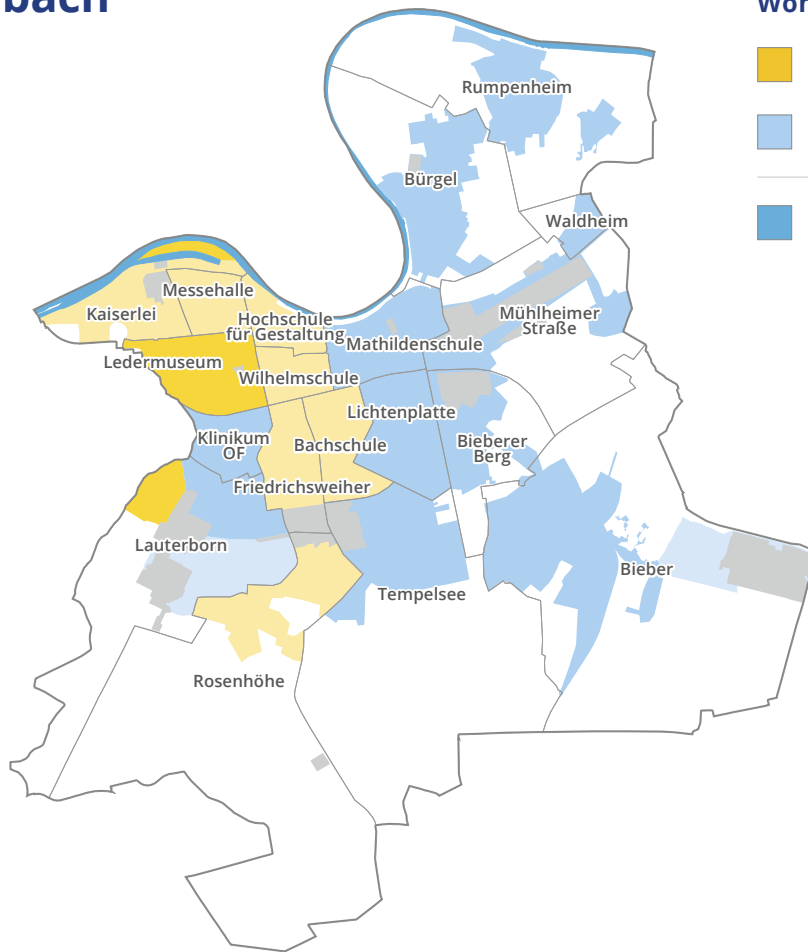 bach
Wor
Rumpenheim
Bürgel
Waldheim
Messehalle
Kaiserlei
Hochschule
für Gestaltung
Mühlheimer
Straße
Mathildenschule
Ledermuseum
Wilhelmschule
Lichtenplatte
Klinikum
OF
Bachschule
Bieberer
Berg
Friedrichsweiher
Lauterborn
Bieber
Tempelsee
Rosenhöhe